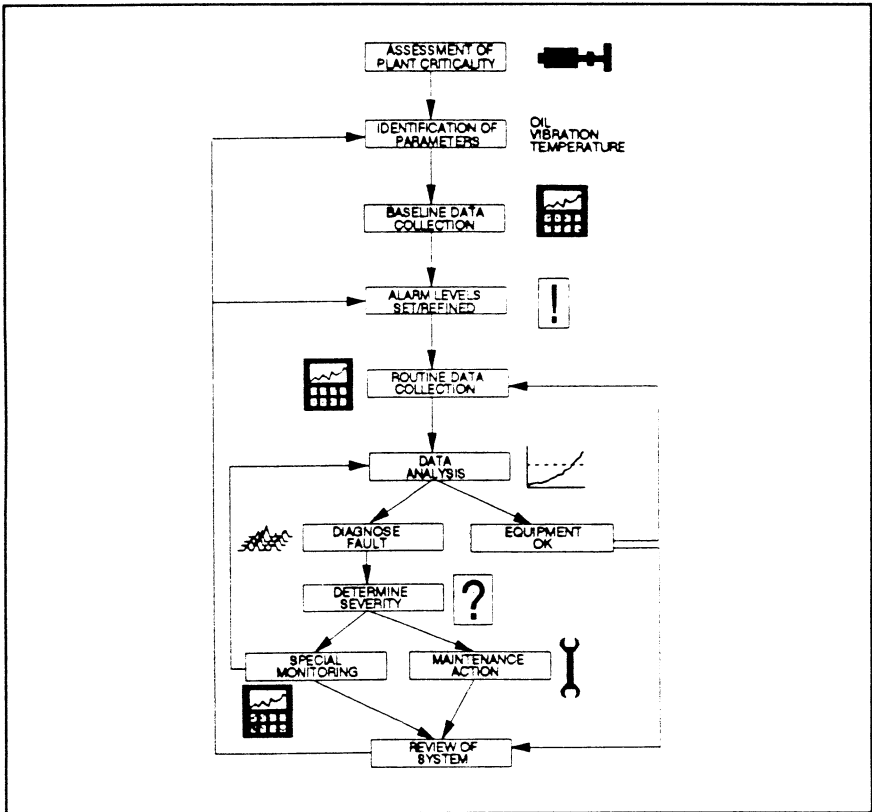 ASSESSMENT OF
PLANT CRITICALITY
IDENTIFICATION OF
PARAMETERS
OIL
VIBRATION
TEMPERATURE
BASELINE DATA
COLLECTION
ALARM LEVELS
SET/REFINED
!
ROUTINE DATA
COLLECTION
DATA
ANALYSIS
DIAGNOSE
FAULT
EQUIPMENT
OK
DETERMINE
SEVERITY
?
SPECIAL
MONITORING
MAINTENANCE
ACTION
REVIEW OF
SYSTEM